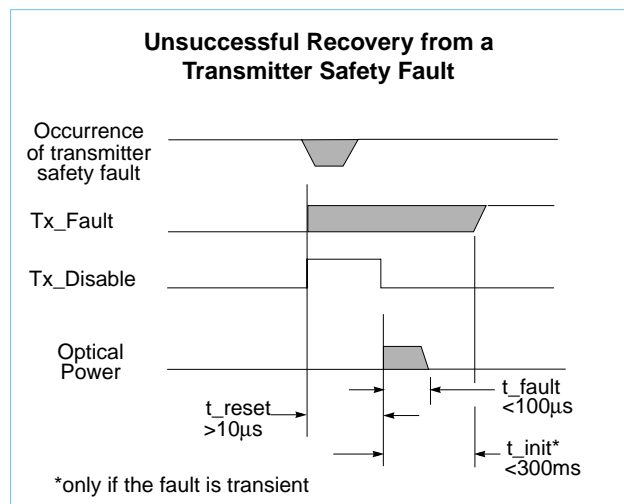 Unsuccessful Recovery from a
Transmitter Safety Fault
Occurrence
of transmitter
safety fault
Tx_Fault
Tx_Disable
Optical
Power
t_reset
>10µs
t_fault
<100µs
t_init*
<300ms
*only if the fault is transient